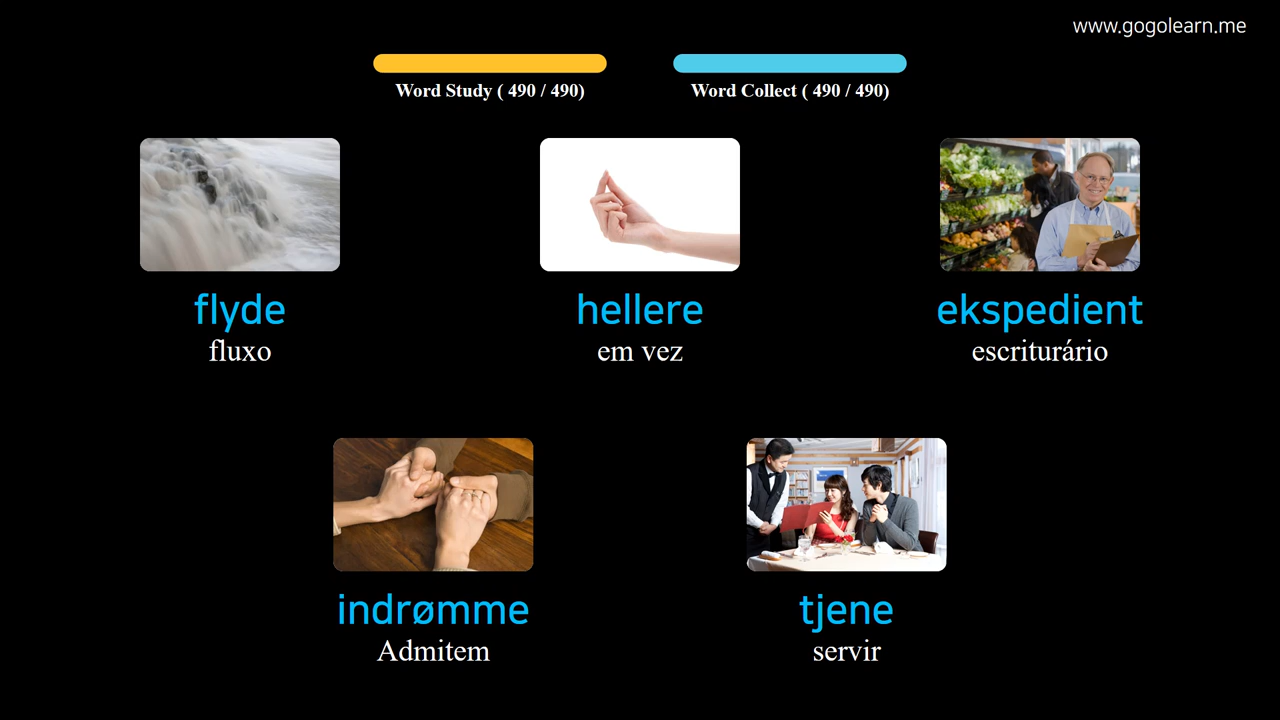 www.gogolearn.me
Word Study ( 490 / 490)
Word Collect ( 490 / 490)
flyde
fluxo
hellere
em vez
ekspedient
escriturário
indrømme
Admitem
tjene
servir